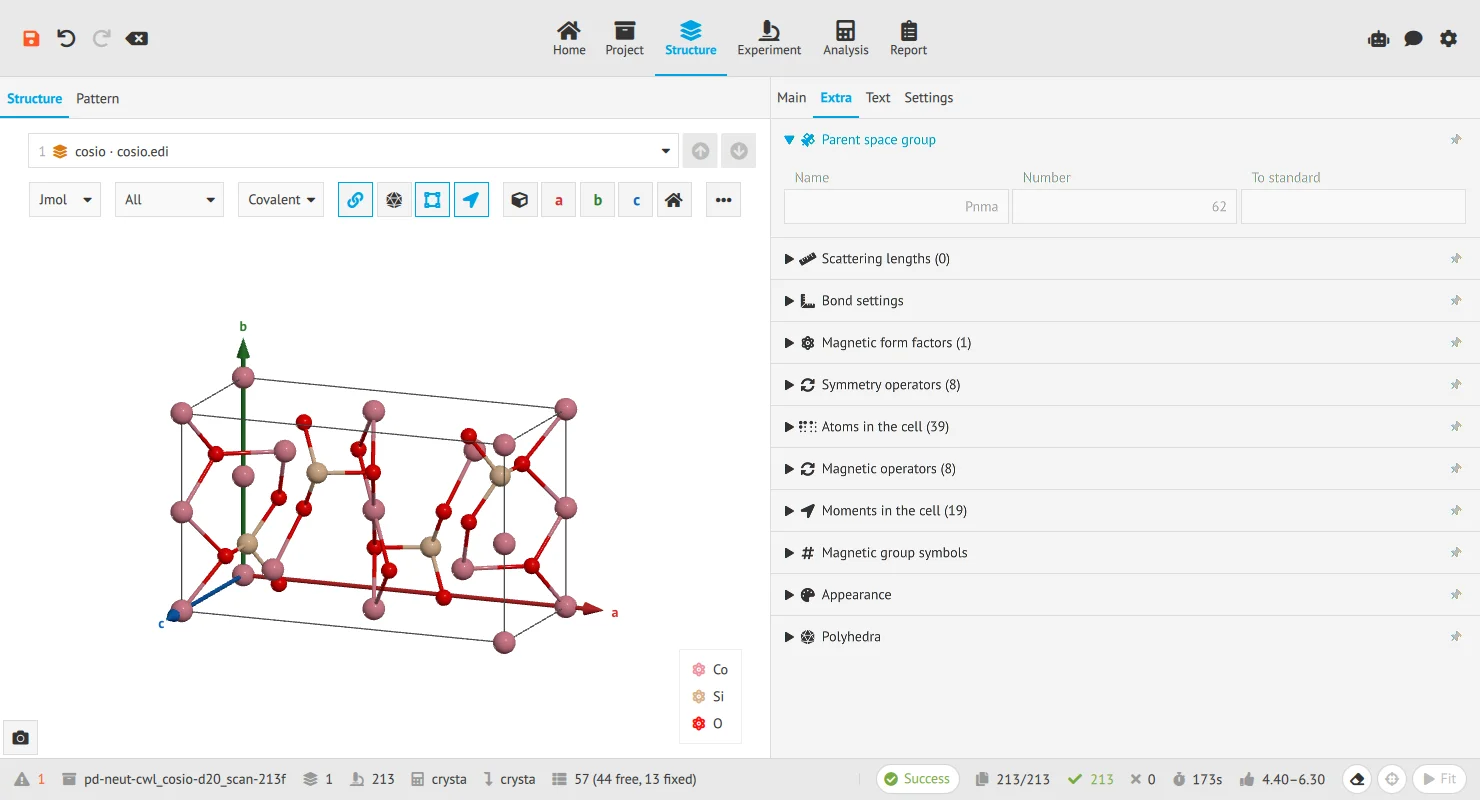 Home Project Structure Experiment Analysis Report
Structure Pattern
1 cosio · cosio.edi
Jmol All Covalent a b c •••
b
a
c
Co
Si
O
Main Extra Text Settings
Parent space group
Name Number To standard
Pnma 62
Scattering lengths (0)
Bond settings
Magnetic form factors (1)
Symmetry operators (8)
Atoms in the cell (39)
Magnetic operators (8)
Moments in the cell (19)
# Magnetic group symbols
Appearance
Polyhedra
1 pd-neut-cwl_cosio-d20_scan-213f 1 213 crysta crysta 57 (44 free, 13 fixed) Success 213/213 213 0 173s 4.40–6.30 Fit